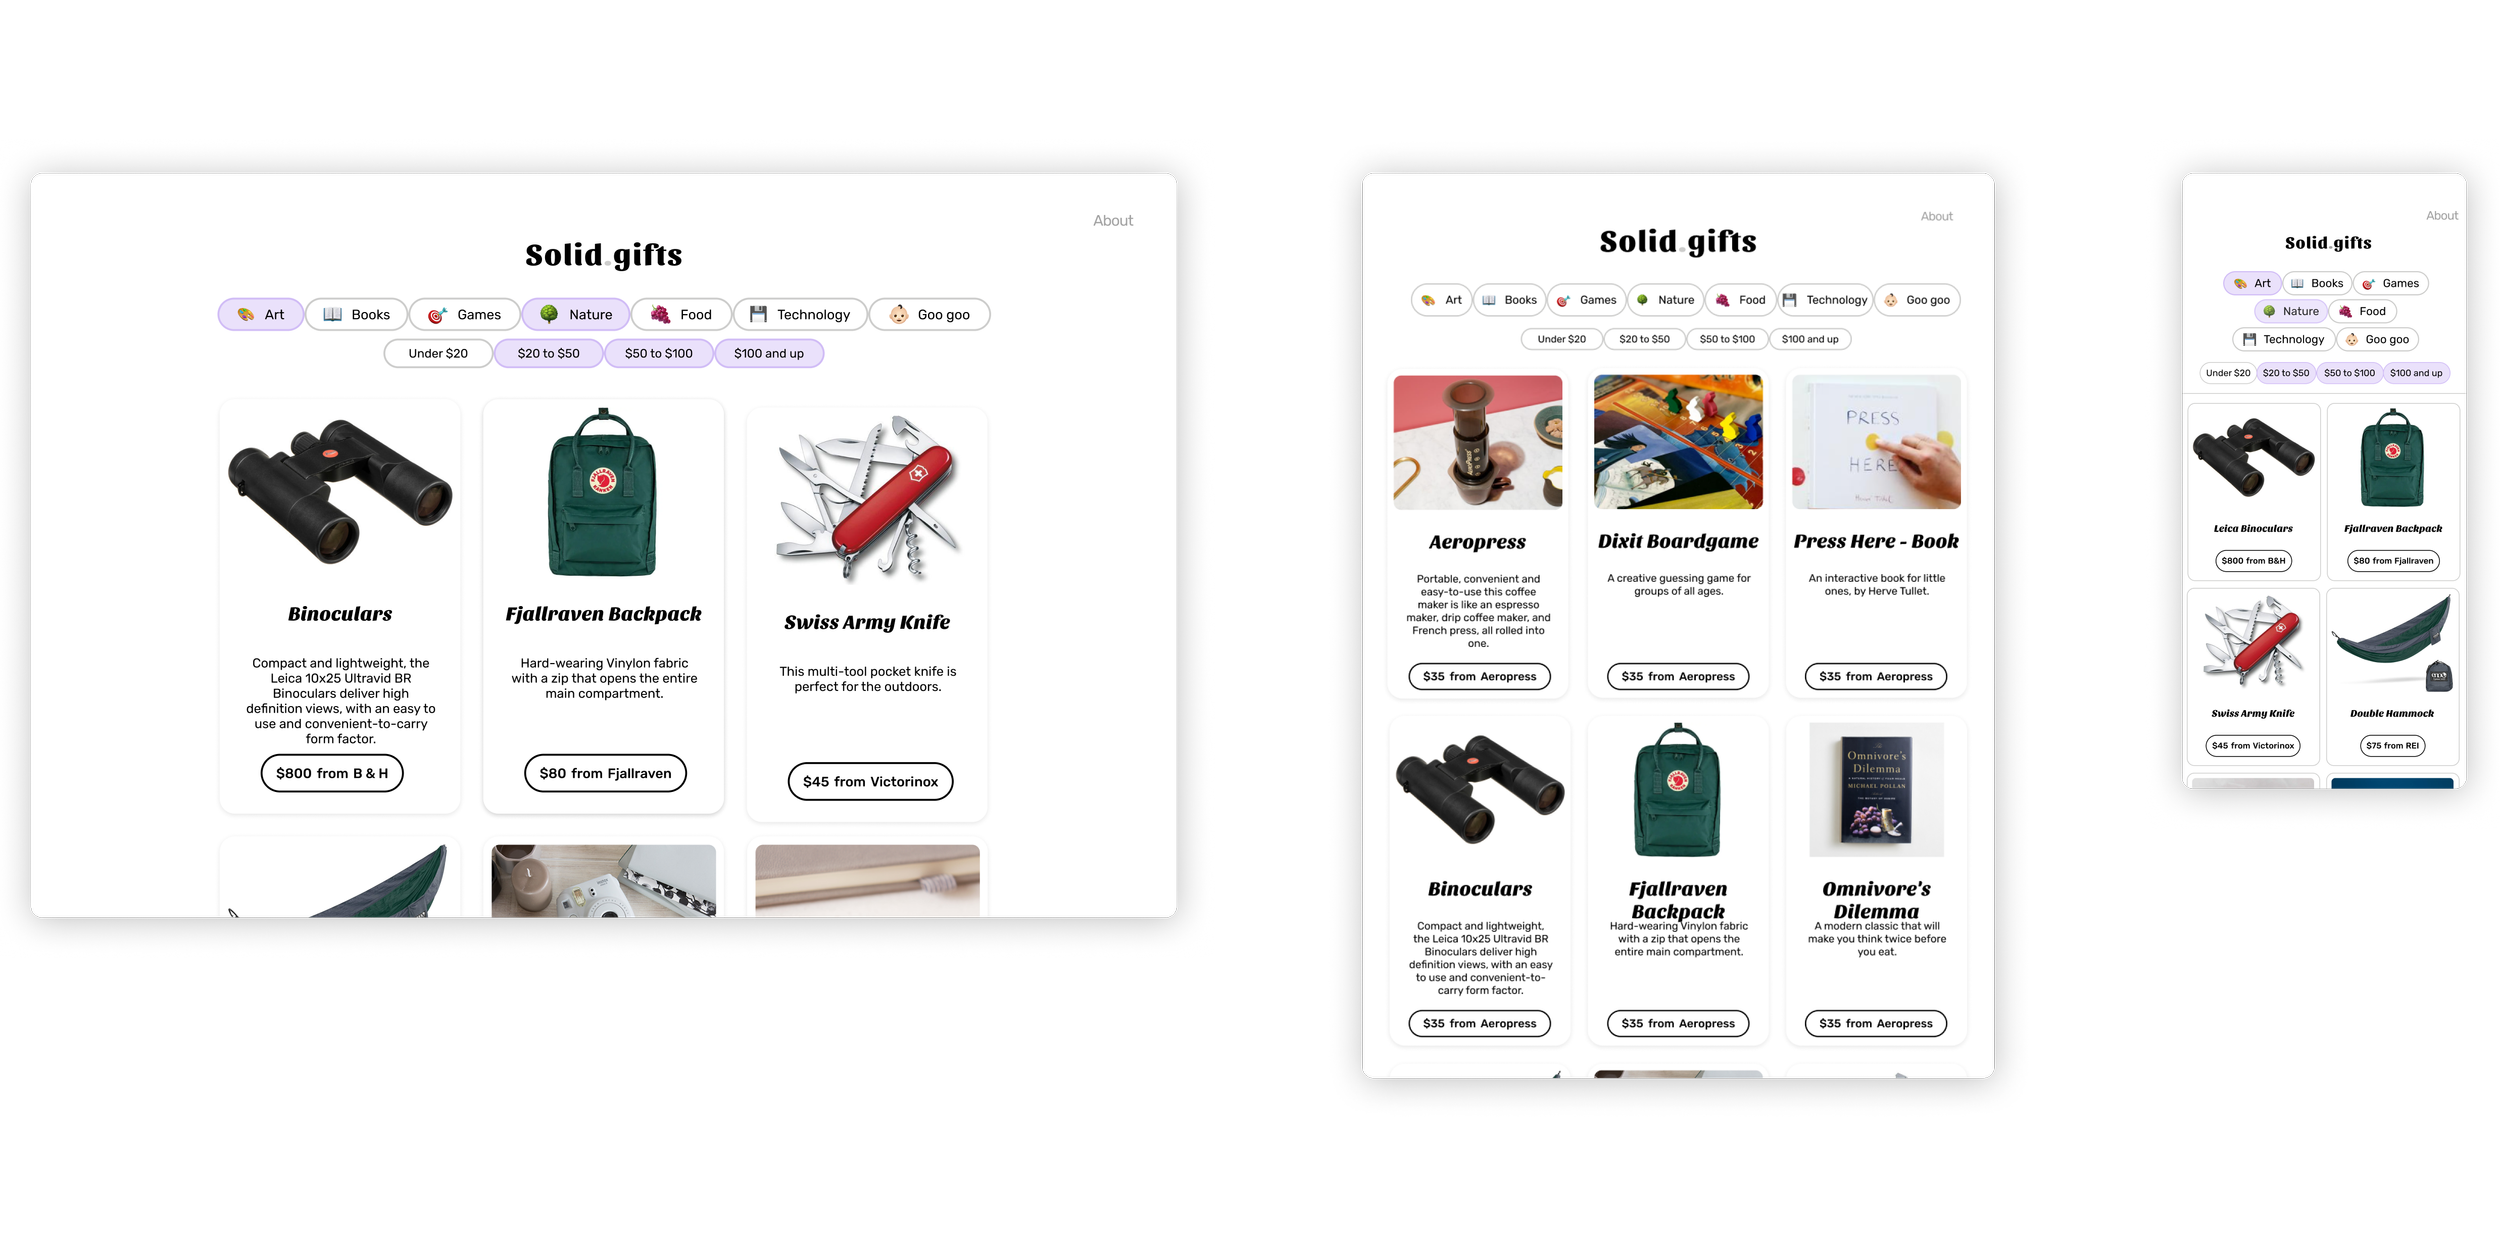 About
Solid.gifts
Art Books Games Nature Food Technology Goo goo
Under $20 $20 to $50 $50 to $100 $100 and up
Binoculars
Compact and lightweight, the
Leica 10x25 Ultravid BR
Binoculars deliver high
definition views, with an easy to
use and convenient-to-carry
form factor.
$800 from B & H
Fjallraven Backpack
Hard-wearing Vinylon fabric
with a zip that opens the entire
main compartment.
$80 from Fjallraven
Swiss Army Knife
This multi-tool pocket knife is
perfect for the outdoors.
$45 from Victorinox
About
Solid.gifts
Art Books Games Nature Food Technology Goo goo
Under $20 $20 to $50 $50 to $100 $100 and up
Aeropress
Portable, convenient and
easy-to-use this coffee
maker is like an espresso
maker, drip coffee maker, and
French press, all rolled into
one.
$35 from Aeropress
Dixit Boardgame
A creative guessing game for
groups of all ages.
$35 from Aeropress
PRESS
HERE
Herve Tullet
Press Here - Book
An interactive book for little
ones, by Herve Tullet.
$35 from Aeropress
Binoculars
Compact and lightweight,
the Leica 10x25 Ultravid BR
Binoculars deliver high
definition views, with an easy
to use and convenient-to-
carry form factor.
$35 from Aeropress
Fjallraven
Backpack
Hard-wearing Vinylon fabric
with a zip that opens the
entire main compartment.
$35 from Aeropress
Omnivore's
Dilemma
MICHAEL POLLAN
Omnivore's
Dilemma
A modern classic that will
make you think twice before
you eat.
$35 from Aeropress
About
Solid.gifts
Art Books Games
Nature Food
Technology Goo goo
Under $20 $20 to $50 $50 to $100 $100 and up
Leica Binoculars
$800 from B&H
Fjallraven Backpack
$80 from Fjallraven
Swiss Army Knife
$45 from Victorinox
Double Hammock
$75 from REI